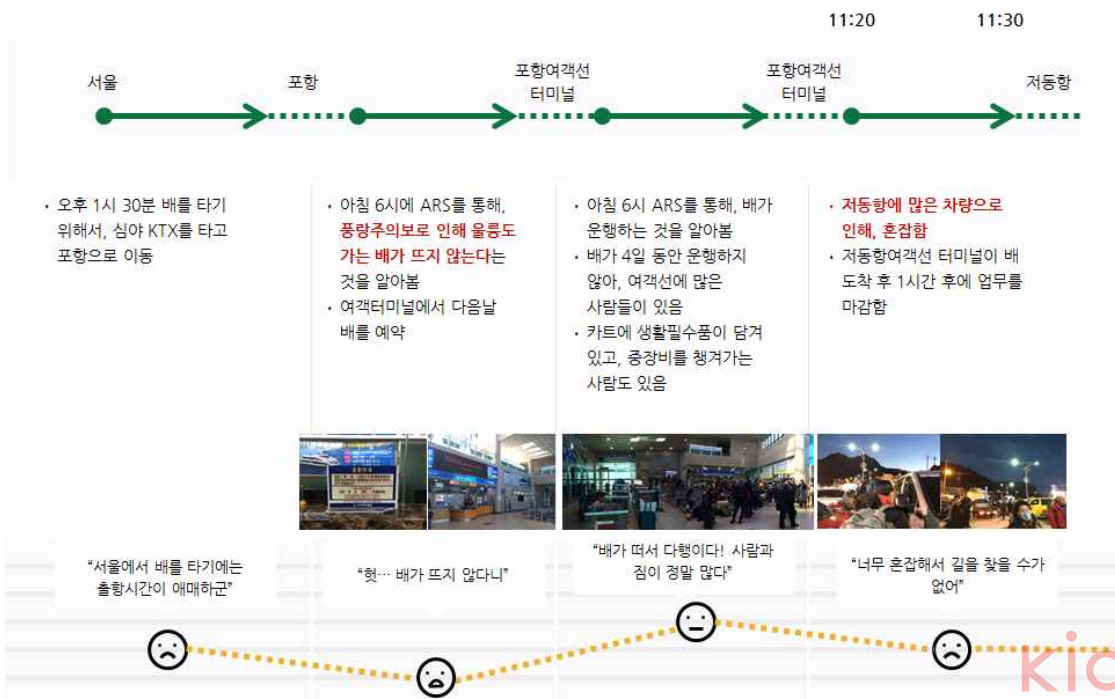 11:20
11:30
서울
포항
포항여객선
터미널
포항여객선
터미널
저동항
· 오후 1시 30분 배를 타기
위해서, 심야 KTX를 타고
포항으로 이동
· 아침 6시에 ARS를 통해,
풍랑주의보로 인해 울릉도
가는 배가 뜨지 않는다는
것을 알아봄
· 여객터미널에서 다음날
배를 예약
· 아침 6시 ARS를 통해, 배가
운행하는 것을 알아봄
· 배가 4일 동안 운행하지
않아, 여객선에 많은
사람들이 있음
· 카트에 생활필수품이 담겨
있고, 중장비를 챙겨가는
사람도 있음
· 저동항에 많은 차량으로
인해, 혼잡함
· 저동항여객선 터미널이 배
도착 후 1시간 후에 업무를
마감함
“서울에서 배를 타기에는
출항시간이 애매하군”
“헛… 배가 뜨지 않다니”
“배가 떠서 다행이다! 사람과
짐이 정말 많다”
“너무 혼잡해서 길을 찾을 수가
없어”